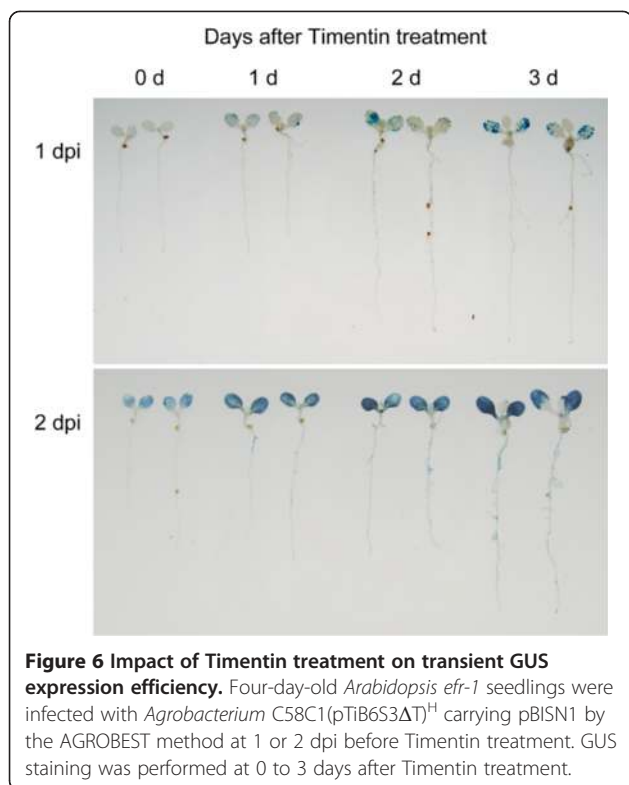 Days after Timentin treatment
0 d 1 d 2 d 3 d
1 dpi
2 dpi
Figure 6 Impact of Timentin treatment on transient GUS
expression efficiency. Four-day-old Arabidopsis efr-1 seedlings were
infected with Agrobacterium C58C1(pTiB6S3ΔT)ᴴ carrying pBISN1 by
the AGROBEST method at 1 or 2 dpi before Timentin treatment. GUS
staining was performed at 0 to 3 days after Timentin treatment.